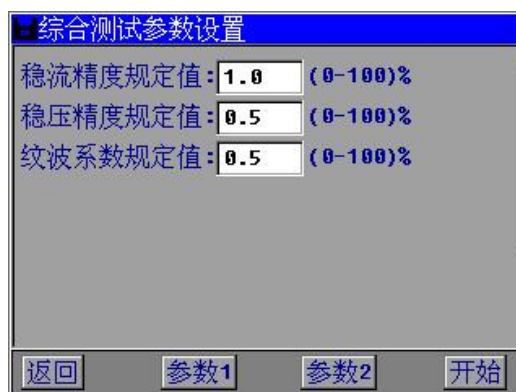 综合测试参数设置
稳流精度规定值:1.0 (0-100)%
稳压精度规定值:0.5 (0-100)%
纹波系数规定值:0.5 (0-100)%
返回 参数1 参数2 开始